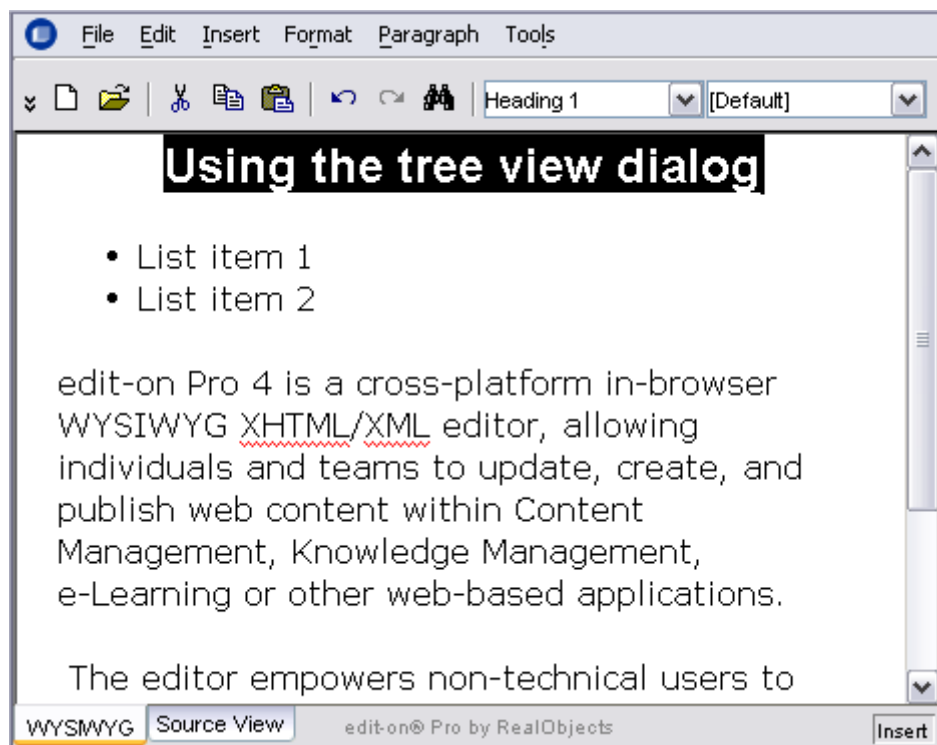 File Edit Insert Format Paragraph Tools
Heading 1 [Default]
Using the tree view dialog
• List item 1
• List item 2
edit-on Pro 4 is a cross-platform in-browser
WYSIWYG XHTML/XML editor, allowing
individuals and teams to update, create, and
publish web content within Content
Management, Knowledge Management,
e-Learning or other web-based applications.
The editor empowers non-technical users to
WYSIWYG Source View edit-on® Pro by RealObjects Insert